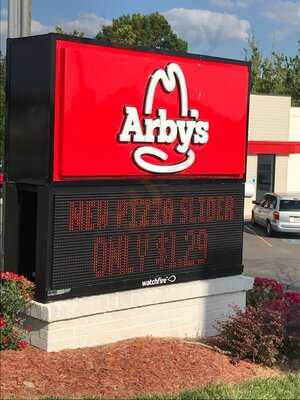 Arby's
NEW PIZZA SLIDER
ONLY $1.29
watchfire